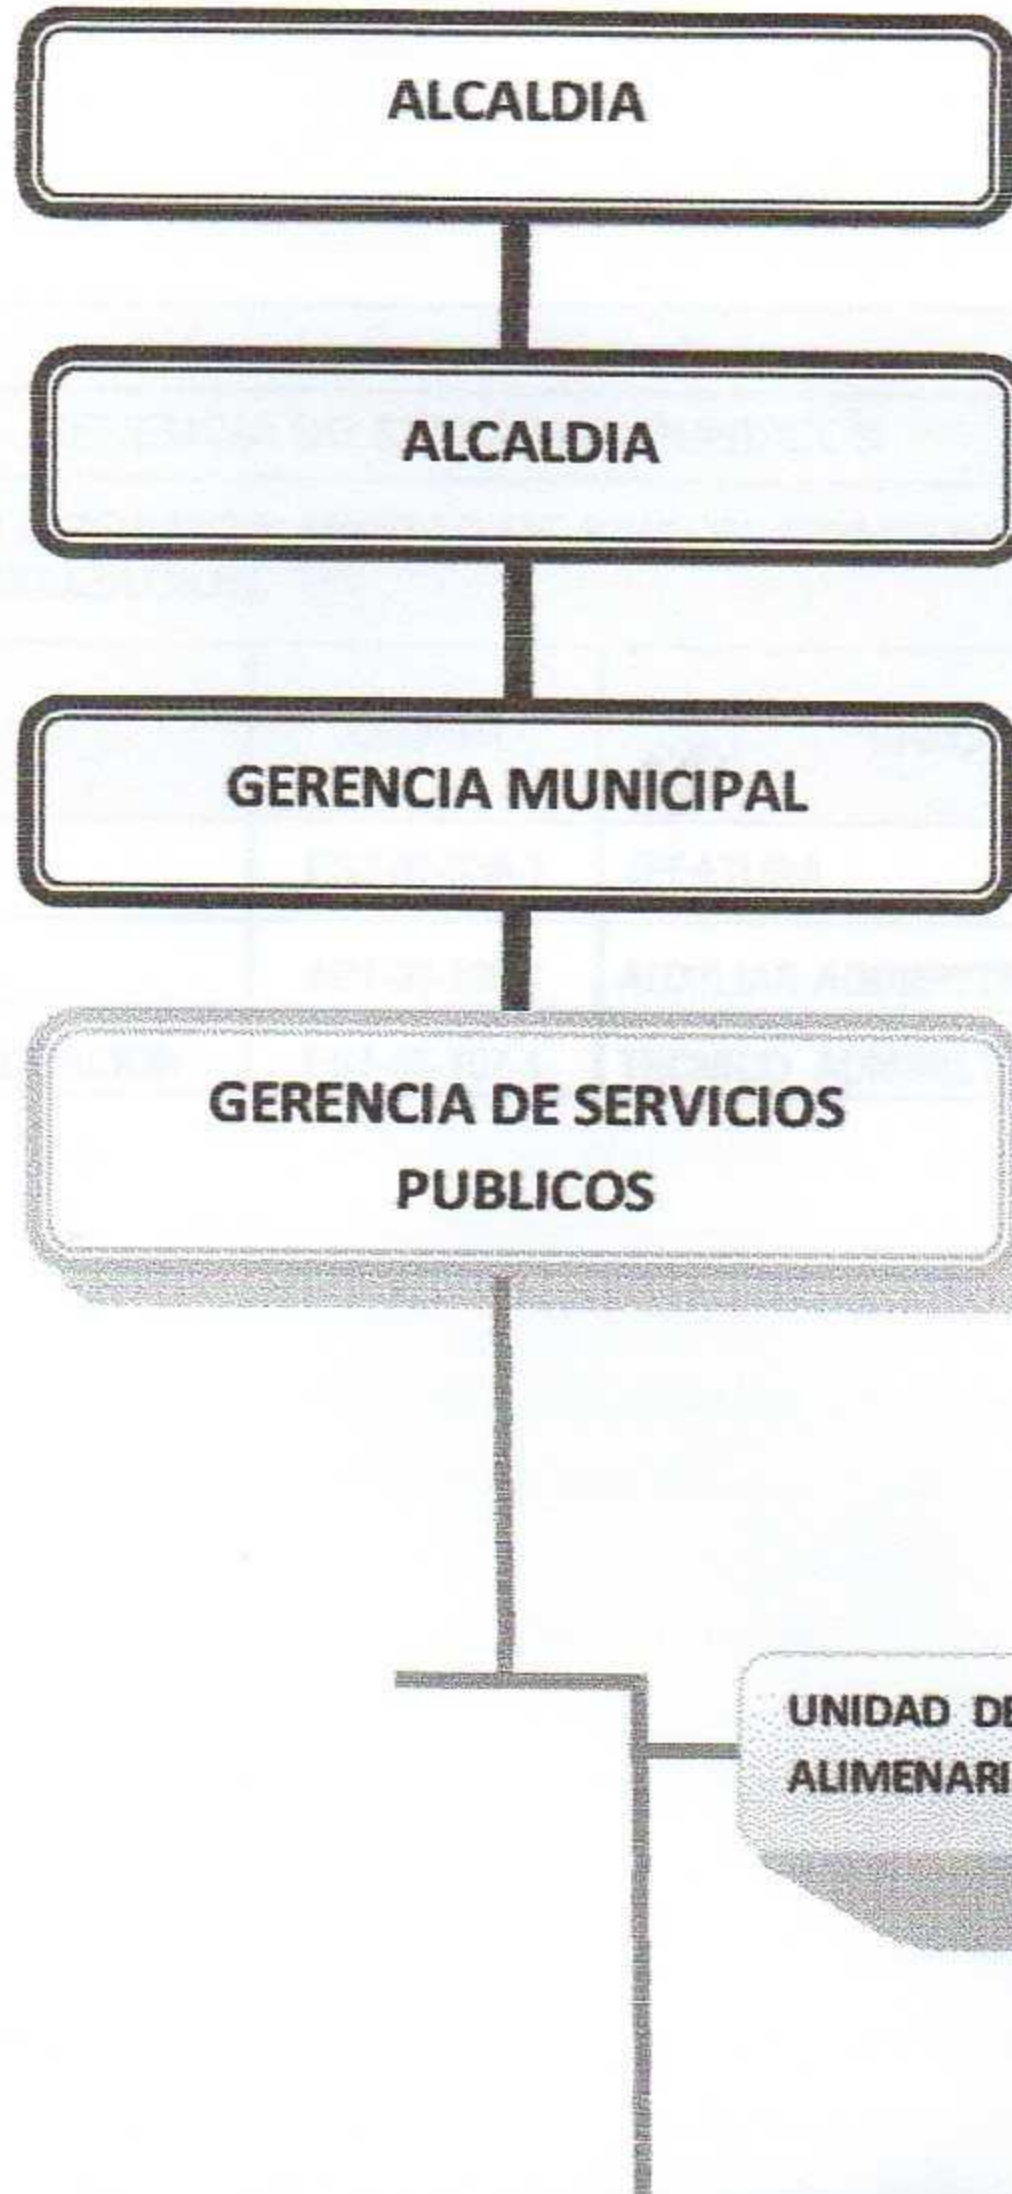 ALCALDIA
ALCALDIA
GERENCIA MUNICIPAL
GERENCIA DE SERVICIOS
PUBLICOS
UNIDAD DE
ALIMENARI